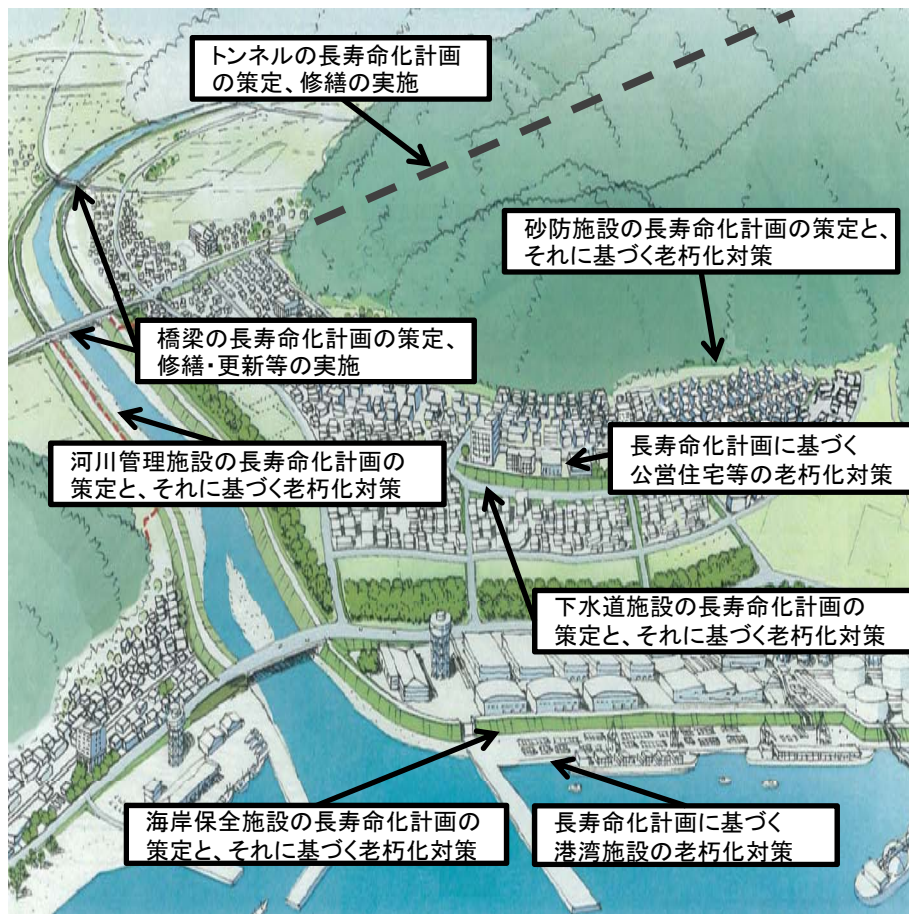 トンネルの長寿命化計画
の策定、修繕の実施
砂防施設の長寿命化計画の策定と、
それに基づく老朽化対策
橋梁の長寿命化計画の策定、
修繕・更新等の実施
河川管理施設の長寿命化計画の
策定と、それに基づく老朽化対策
長寿命化計画に基づく
公営住宅等の老朽化対策
下水道施設の長寿命化計画の
策定と、それに基づく老朽化対策
海岸保全施設の長寿命化計画の
策定と、それに基づく老朽化対策
長寿命化計画に基づく
港湾施設の老朽化対策